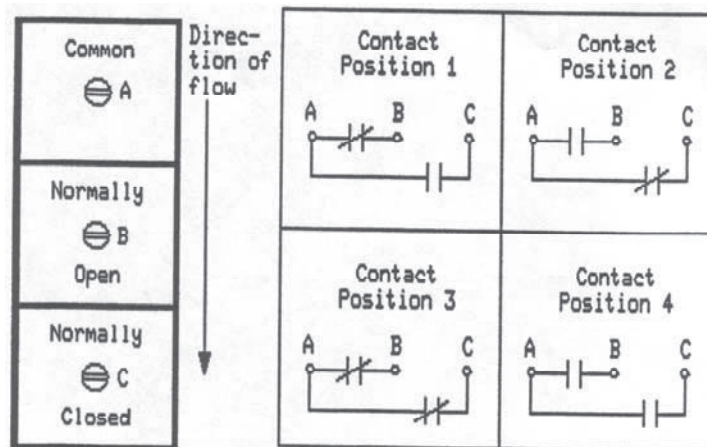 Common
A
Normally
B
Open
Normally
C
Closed
Direc-
tion of
flow
Contact
Position 1
A B C
Contact
Position 2
A B C
Contact
Position 3
A B C
Contact
Position 4
A B C